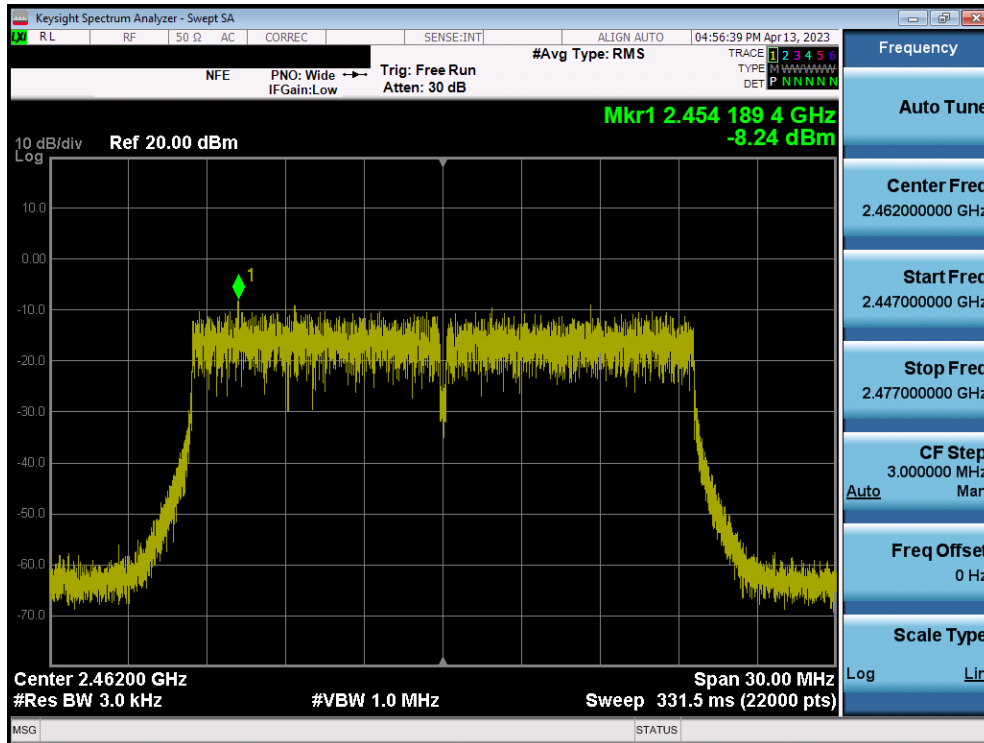 Keysight Spectrum Analyzer - Swept SA
LXI RL RF 50 Ω AC CORREC SENSE:INT ALIGN AUTO 04:56:39 PM Apr 13, 2023
#Avg Type: RMS TRACE 1 2 3 4 5 6
NFE PNO: Wide Trig: Free Run TYPE M WWWWW
IFGain:Low Atten: 30 dB DET P N N N N N
Mkr1 2.454 189 4 GHz
-8.24 dBm
10 dB/div Ref 20.00 dBm
Log
1
10.0
0.00
-10.0
-20.0
-30.0
-40.0
-50.0
-60.0
-70.0
Center 2.46200 GHz Span 30.00 MHz
#Res BW 3.0 kHz #VBW 1.0 MHz Sweep 331.5 ms (22000 pts)
MSG STATUS
Frequency
Auto Tune
Center Freq
2.462000000 GHz
Start Freq
2.447000000 GHz
Stop Freq
2.477000000 GHz
CF Step
3.000000 MHz
Auto Man
Freq Offset
0 Hz
Scale Type
Log Lin